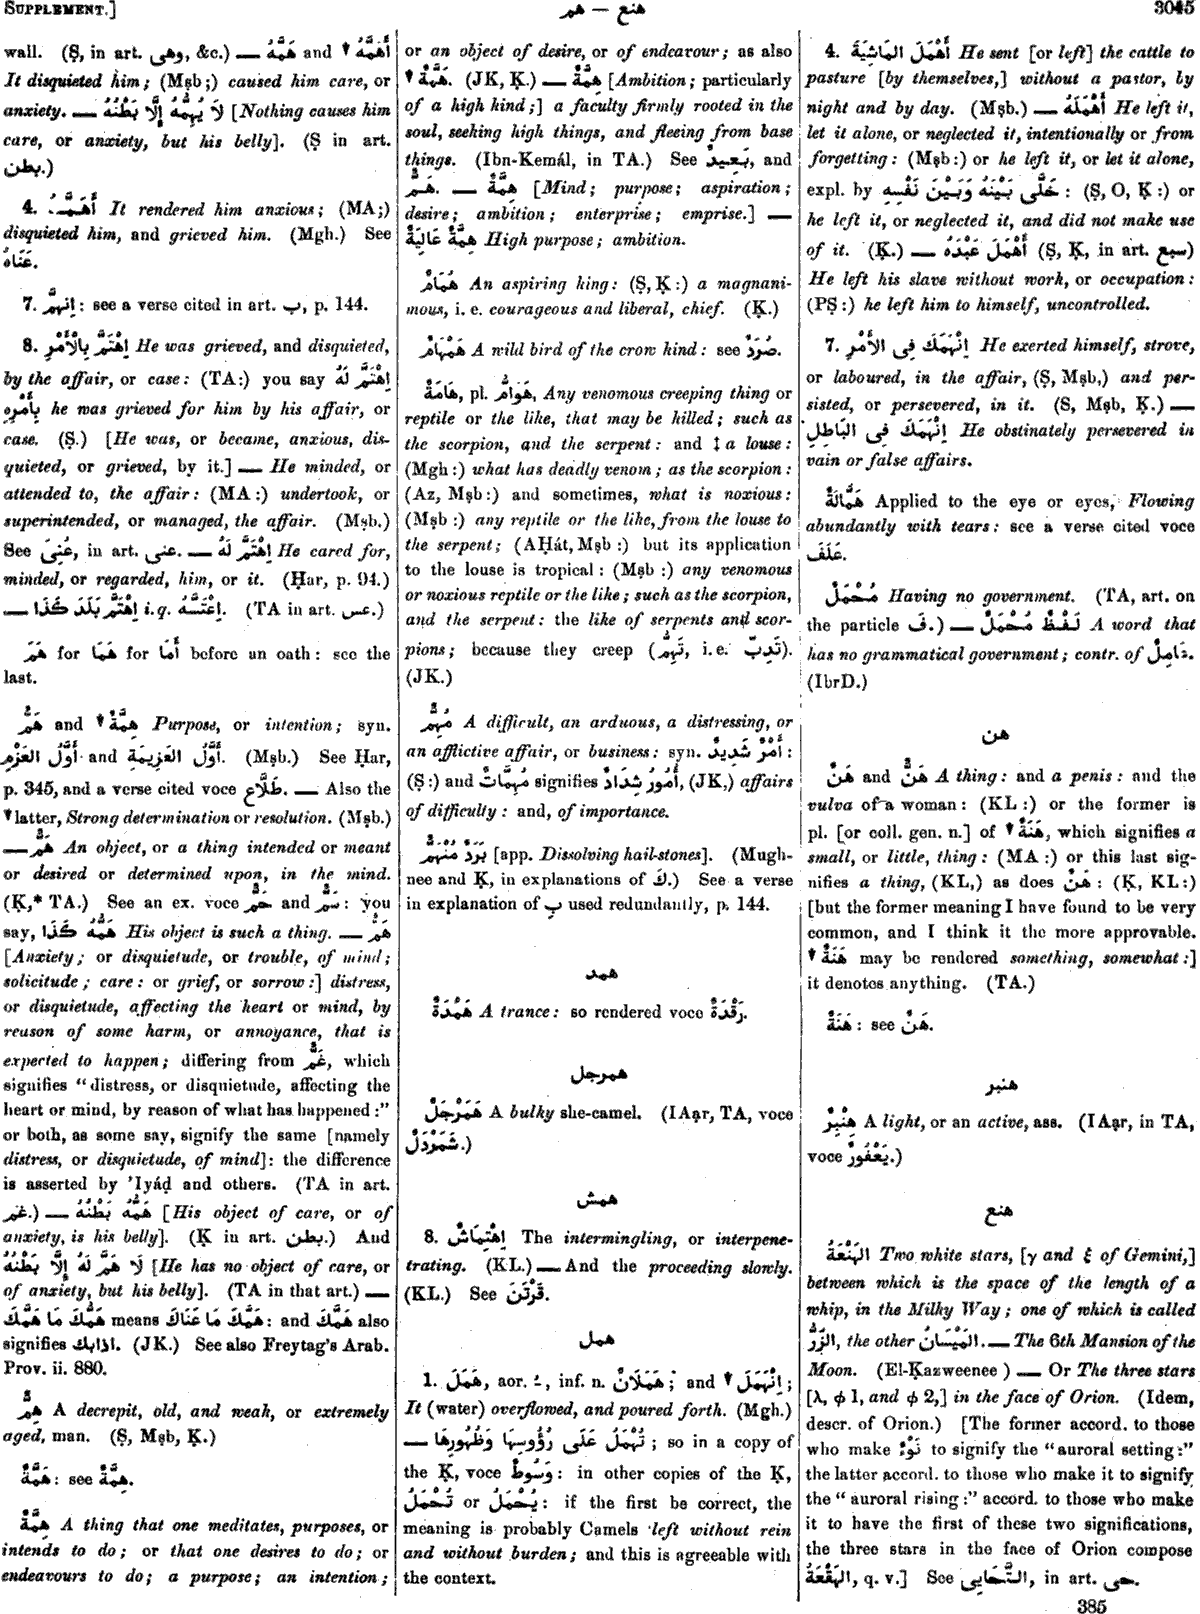 SUPPLEMENT.]
هم — هنع
3045
wall. (Ṣ, in art. وهى, &c.) — هَمَّهُ and ▼ أَهَمَّهُ
It disquieted him; (Mṣb;) caused him care, or
anxiety. — لَا يُهِمُّهُ إِلَّا بَطْنُهُ [Nothing causes him
care, or anxiety, but his belly]. (Ṣ in art.
بطن.)
4. أَهَمَّهُ It rendered him anxious; (MA;)
disquieted him, and grieved him. (Mgh.) See
عَنَاهُ.
7. اِنْهَمَّ: see a verse cited in art. ب, p. 144.
8. اِهْتَمَّ بِالْأَمْرِ He was grieved, and disquieted,
by the affair, or case: (TA:) you say اِهْتَمَّ لَهُ
بِأَمْرِهِ he was grieved for him by his affair, or
case. (Ṣ.) [He was, or became, anxious, dis-
quieted, or grieved, by it.] — He minded, or
attended to, the affair: (MA:) undertook, or
superintended, or managed, the affair. (Mṣb.)
See عُنِىَ, in art. عنى. — اِهْتَمَّ لَهُ He cared for,
minded, or regarded, him, or it. (Ḥar, p. 94.)
— اِهْتَمَّ بَلَدَ كَذَا i.q. اِعْتَسَّهُ. (TA in art. عس.)
هَمَ for هَمَا for أَمَا before an oath: see the
last.
هَمٌّ and ▼ هِمَّةٌ Purpose, or intention; syn.
أَوَّلُ العَزْمِ and أَوَّلُ العَزِيمَةِ. (Mṣb.) See Ḥar,
p. 345, and a verse cited voce طَلَّاع. — Also the
▼ latter, Strong determination or resolution. (Mṣb.)
— هَمٌّ An object, or a thing intended or meant
or desired or determined upon, in the mind.
(Ḳ,* TA.) See an ex. voce حَمٌّ and سَمٌّ: you
say, هَمُّهُ كَذَا His object is such a thing. — هَمٌّ
[Anxiety; or disquietude, or trouble, of mind;
solicitude; care: or grief, or sorrow:] distress,
or disquietude, affecting the heart or mind, by
reason of some harm, or annoyance, that is
expected to happen; differing from غَمٌّ, which
signifies "distress, or disquietude, affecting the
heart or mind, by reason of what has happened:"
or both, as some say, signify the same [namely
distress, or disquietude, of mind]: the difference
is asserted by 'Iyáḍ and others. (TA in art.
غم.) — هَمُّهُ بَطْنُهُ [His object of care, or of
anxiety, is his belly]. (Ḳ in art. بطن.) And
لَا هَمَّ لَهُ إِلَّا بَطْنُهُ [He has no object of care, or
of anxiety, but his belly]. (TA in that art.) —
هَمُّكَ مَا هَمَّكَ means هَمُّكَ مَا عَنَاكَ: and هَمَّكَ also
signifies اذابك. (JK.) See also Freytag's Arab.
Prov. ii. 880.
هِمٌّ A decrepit, old, and weak, or extremely
aged, man. (Ṣ, Mṣb, Ḳ.)
هَمَّةٌ: see هِمَّةٌ.
هِمَّةٌ A thing that one meditates, purposes, or
intends to do; or that one desires to do; or
endeavours to do; a purpose; an intention;
or an object of desire, or of endeavour; as also
▼ هَمَّةٌ. (JK, Ḳ.) — هِمَّةٌ [Ambition; particularly
of a high kind;] a faculty firmly rooted in the
soul, seeking high things, and fleeing from base
things. (Ibn-Kemál, in TA.) See بَعِيدٌ, and
هَمٌّ. — هِمَّةٌ [Mind; purpose; aspiration;
desire; ambition; enterprise; emprise.] —
هِمَّةٌ عَالِيَةٌ High purpose; ambition.
هُمَامٌ An aspiring king: (Ṣ, Ḳ:) a magnani-
mous, i. e. courageous and liberal, chief. (Ḳ.)
هَمْهَامٌ A wild bird of the crow kind: see صُرَدٌ.
هَامَّةٌ, pl. هَوَامُّ, Any venomous creeping thing or
reptile or the like, that may be killed; such as
the scorpion, and the serpent: and ‡ a louse:
(Mgh:) what has deadly venom; as the scorpion:
(Az, Mṣb:) and sometimes, what is noxious:
(Mṣb:) any reptile or the like, from the louse to
the serpent; (AḤát, Mṣb:) but its application
to the louse is tropical: (Mṣb:) any venomous
or noxious reptile or the like; such as the scorpion,
and the serpent: the like of serpents and scor-
pions; because they creep (تَهِمُّ, i. e. تَدِبُّ).
(JK.)
مُهِمٌّ A difficult, an arduous, a distressing, or
an afflictive affair, or business: syn. أَمْرٌ شَدِيدٌ:
(Ṣ:) and مُهِمَّاتٌ signifies أُمُورٌ شِدَادٌ, (JK,) affairs
of difficulty: and, of importance.
بَرَدٌ مُنْهَمٌّ [app. Dissolving hail-stones]. (Mugh-
nee and Ḳ, in explanations of كَ.) See a verse
in explanation of بِ used redundantly, p. 144.
همد
هَمْدَةٌ A trance: so rendered voce رَقْدَةٌ.
همرجل
هَمَرْجَلٌ A bulky she-camel. (IAạr, TA, voce
شَمَرْدَلٌ.)
همش
8. اِهْتِمَاشٌ The intermingling, or interpene-
trating. (KL.) — And the proceeding slowly.
(KL.) See قَرْتَنَ.
همل
1. هَمَلَ, aor. ـُ, inf. n. هَمَلَانٌ; and ▼ اِنْهَمَلَ;
It (water) overflowed, and poured forth. (Mgh.)
— تُهْمَلُ عَلَى رُؤُوسِهَا وَظُهُورِهَا; so in a copy of
the Ḳ, voce وَسُوطٌ: in other copies of the Ḳ,
تُحْمَلُ or يُحْمَلُ: if the first be correct, the
meaning is probably Camels left without rein
and without burden; and this is agreeable with
the context.
4. أَهْمَلَ المَاشِيَةَ He sent [or left] the cattle to
pasture [by themselves,] without a pastor, by
night and by day. (Mṣb.) — أَهْمَلَهُ He left it,
let it alone, or neglected it, intentionally or from
forgetting: (Mṣb:) or he left it, or let it alone,
expl. by خَلَّى بَيْنَهُ وَبَيْنَ نَفْسِهِ: (Ṣ, O, Ḳ:) or
he left it, or neglected it, and did not make use
of it. (Ḳ.) — أَهْمَلَ عَبْدَهُ (Ṣ, Ḳ, in art. سبع)
He left his slave without work, or occupation:
(PṢ:) he left him to himself, uncontrolled.
7. اِنْهَمَكَ فِى الأَمْرِ He exerted himself, strove,
or laboured, in the affair, (Ṣ, Mṣb,) and per-
sisted, or persevered, in it. (S, Mṣb, Ḳ.) —
اِنْهَمَكَ فِى البَاطِلِ He obstinately persevered in
vain or false affairs.
هَمَّالَةٌ Applied to the eye or eyes, Flowing
abundantly with tears: see a verse cited voce
عَلَفَ.
مُهْمَلٌ Having no government. (TA, art. on
the particle فَ.) — لَفْظٌ مُهْمَلٌ A word that
has no grammatical government; contr. of عَامِلٌ.
(IbrD.)
هن
هَنٌ and هَنٌّ A thing: and a penis: and the
vulva of a woman: (KL:) or the former is
pl. [or coll. gen. n.] of ▼ هَنَةٌ, which signifies a
small, or little, thing: (MA:) or this last sig-
nifies a thing, (KL,) as does هَنٌ: (Ḳ, KL:)
[but the former meaning I have found to be very
common, and I think it the more approvable.
▼ هَنَةٌ may be rendered something, somewhat:]
it denotes anything. (TA.)
هَنَةٌ: see هَنٌ.
هنبر
هِنْبِرٌ A light, or an active, ass. (IAạr, in TA,
voce يَعْفُورٌ.)
هنع
الهَنْعَةُ Two white stars, [γ and ξ of Gemini,]
between which is the space of the length of a
whip, in the Milky Way; one of which is called
الزِّرُّ, the other المَيْسَانُ. — The 6th Mansion of the
Moon. (El-Ḳazweenee) — Or The three stars
[λ, ϕ 1, and ϕ 2,] in the face of Orion. (Idem,
descr. of Orion.) [The former accord. to those
who make نَوْءٌ to signify the "auroral setting:"
the latter accord. to those who make it to signify
the "auroral rising:" accord. to those who make
it to have the first of these two significations,
the three stars in the face of Orion compose
الهَقْعَةُ, q. v.] See التَّحَايِى, in art. حى.
385